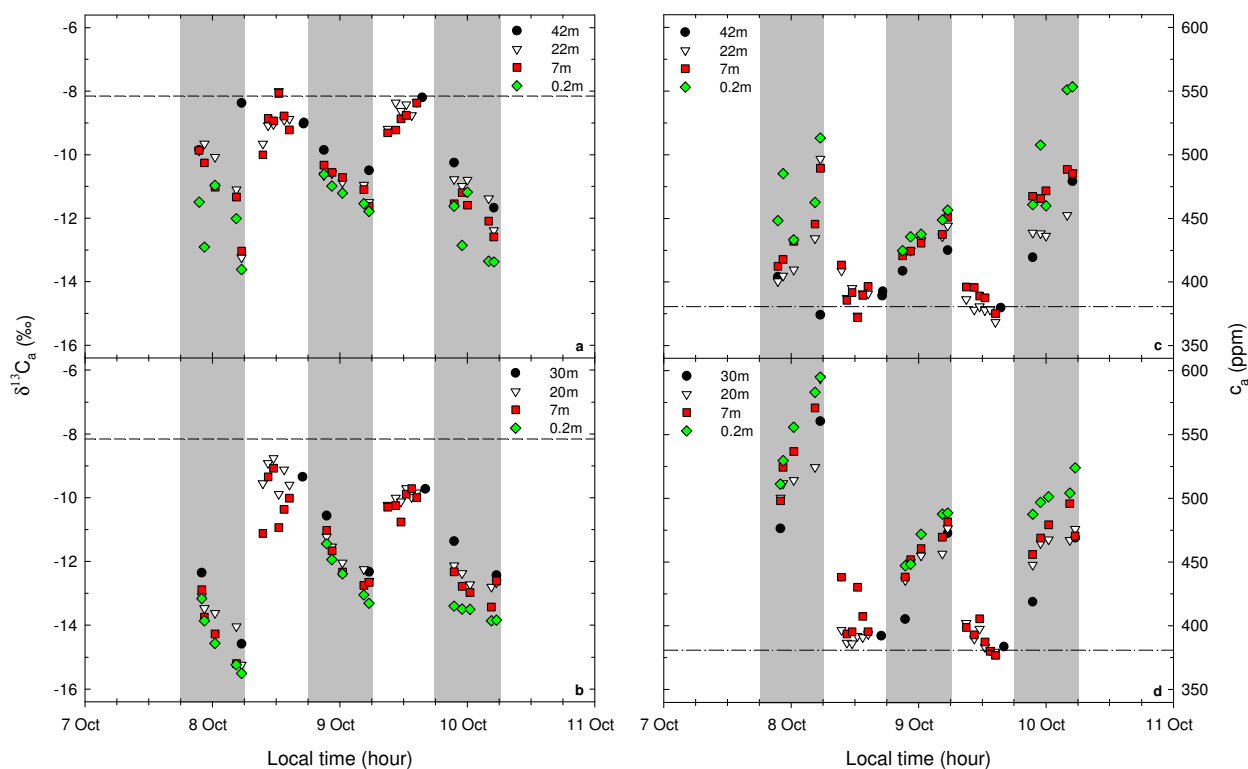 -6
-8
-10
-12
-14
-16
42m
22m
7m
0.2m
a
600
550
500
450
400
350
42m
22m
7m
0.2m
c
δ¹³Cₐ (‰)
cₐ (ppm)
-6
-8
-10
-12
-14
-16
30m
20m
7m
0.2m
b
600
550
500
450
400
350
30m
20m
7m
0.2m
d
7 Oct 8 Oct 9 Oct 10 Oct 11 Oct
7 Oct 8 Oct 9 Oct 10 Oct 11 Oct
Local time (hour)
Local time (hour)